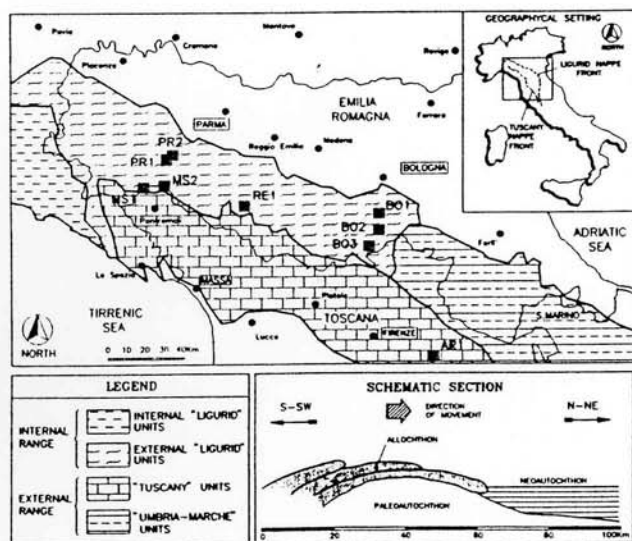 Pavia
Cremona
Mantova
Rovigo
Piacenza
PARMA
EMILIA
ROMAGNA
Ferrara
Reggio Emilia
Modena
BOLOGNA
PR2
PR1
MS2
MS1
RE1
BO1
BO2
BO3
Pontremoli
Forlì
ADRIATIC
SEA
La Spezia
MASSA
Pistoia
TOSCANA
S. MARINO
TIRRENIC
SEA
Lucca
FIRENZE
AR1
NORTH
0 10 20 30 40Km
GEOGRAPHYCAL SETTING
NORTH
LIGURID NAPPE
FRONT
TUSCANY
NAPPE
FRONT
LEGEND
INTERNAL
RANGE
INTERNAL "LIGURID"
UNITS
EXTERNAL "LIGURID"
UNITS
EXTERNAL
RANGE
"TUSCANY" UNITS
"UMBRIA-MARCHE"
UNITS
SCHEMATIC SECTION
S-SW
DIRECTION
OF MOVEMENT
N-NE
ALLOCHTHON
NEOAUTOCHTHON
PALEOAUTOCHTHON
0 20 40 60 80 100Km